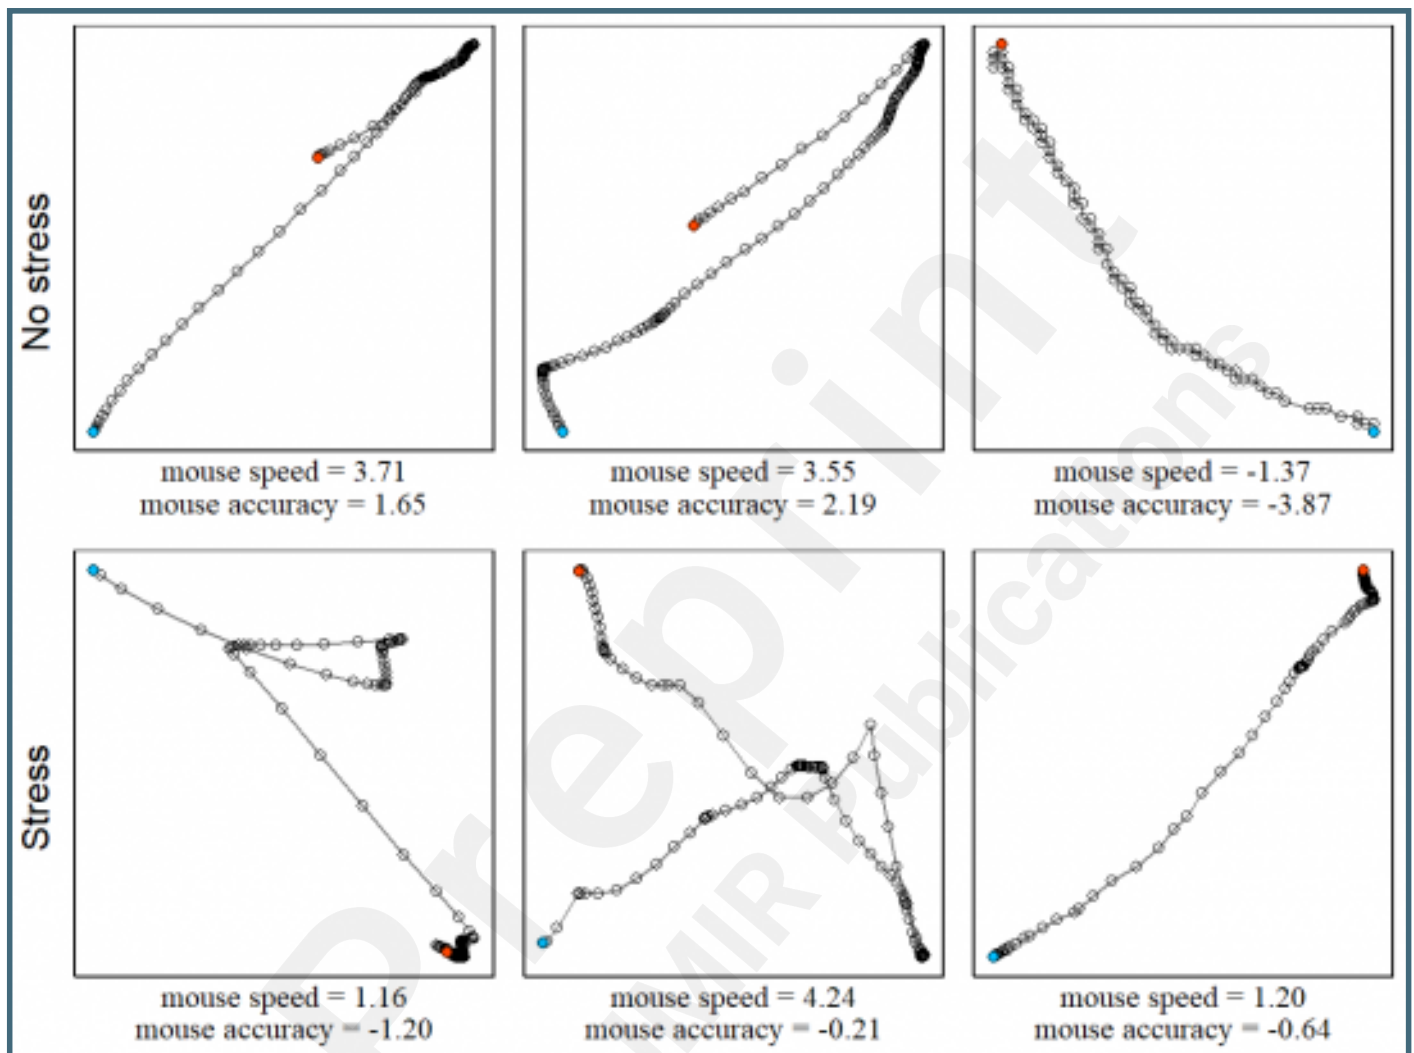 No stress
mouse speed = 3.71
mouse accuracy = 1.65
mouse speed = 3.55
mouse accuracy = 2.19
mouse speed = -1.37
mouse accuracy = -3.87
Stress
mouse speed = 1.16
mouse accuracy = -1.20
mouse speed = 4.24
mouse accuracy = -0.21
mouse speed = 1.20
mouse accuracy = -0.64
Preprint
JMIR Publications